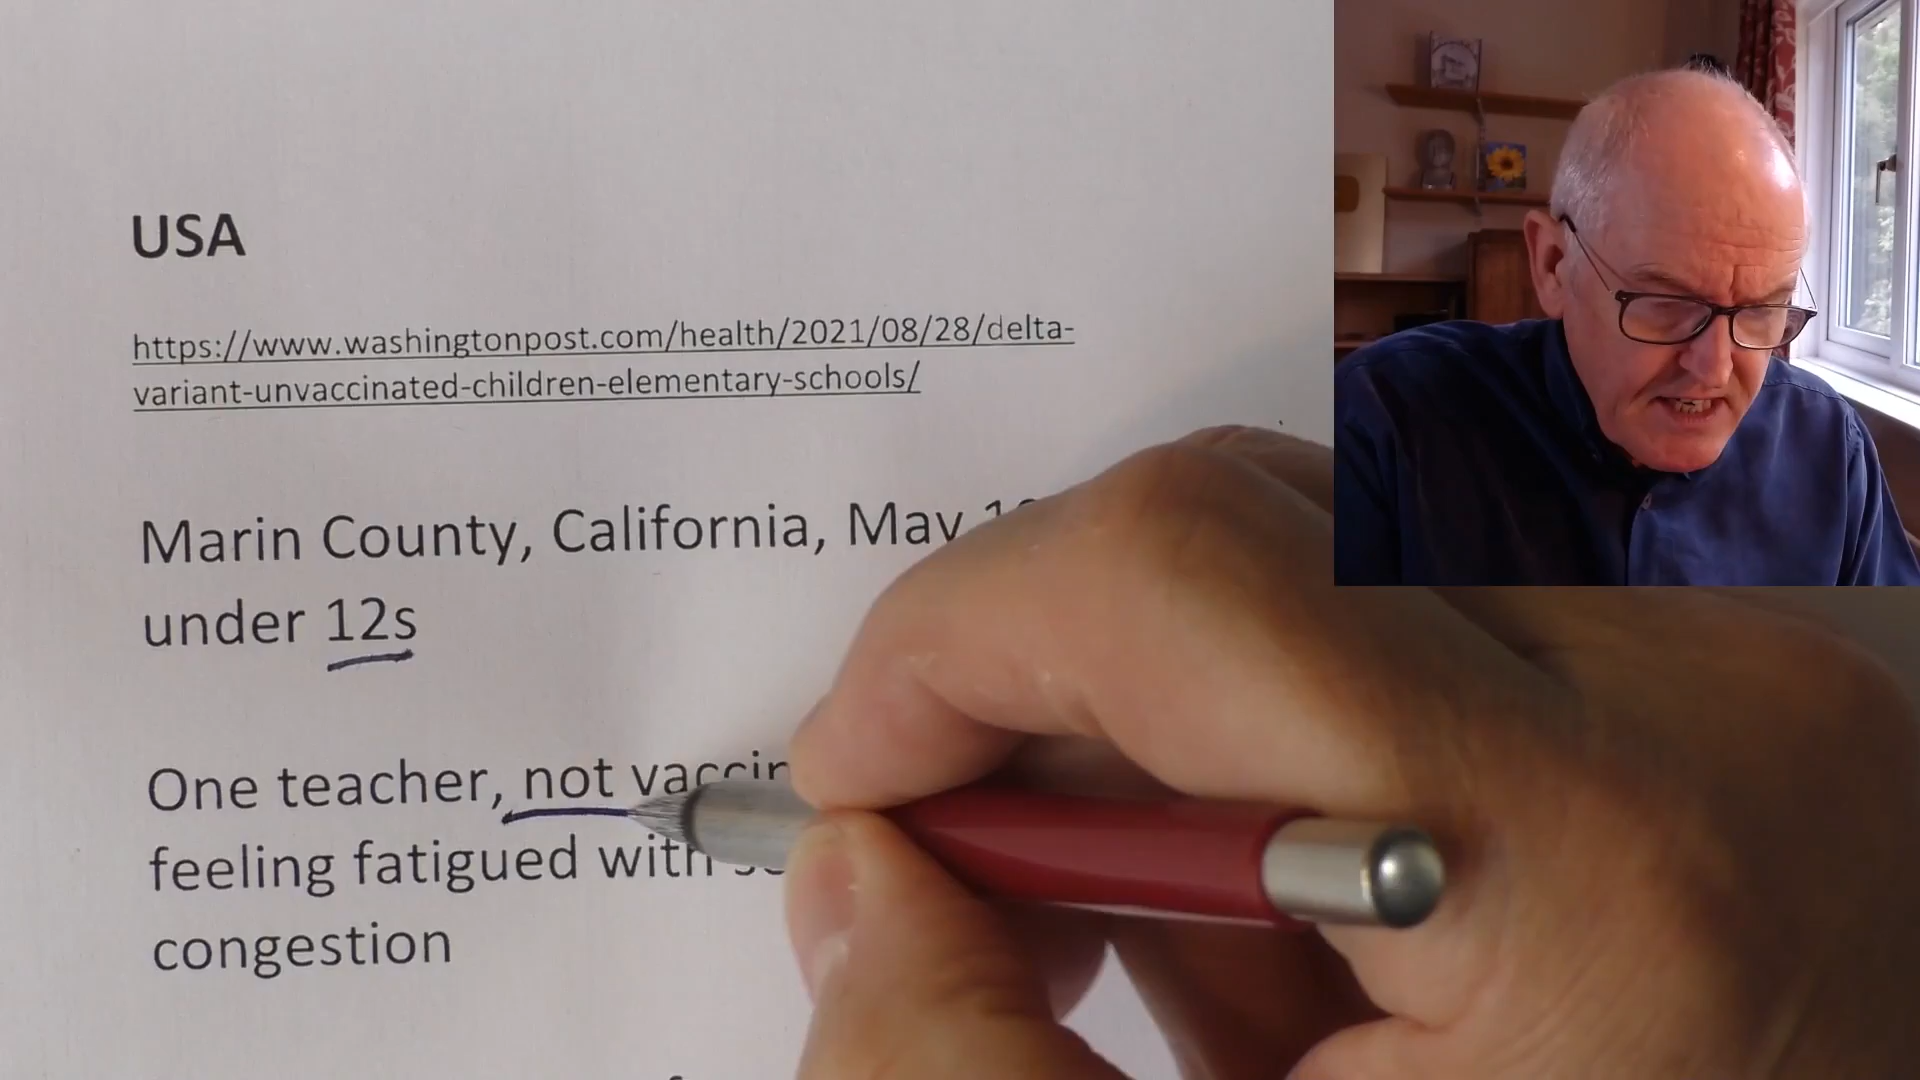 USA
https://www.washingtonpost.com/health/2021/08/28/delta-
variant-unvaccinated-children-elementary-schools/
Marin County, California, May
under 12s
One teacher, not
feeling fatigued with
congestion